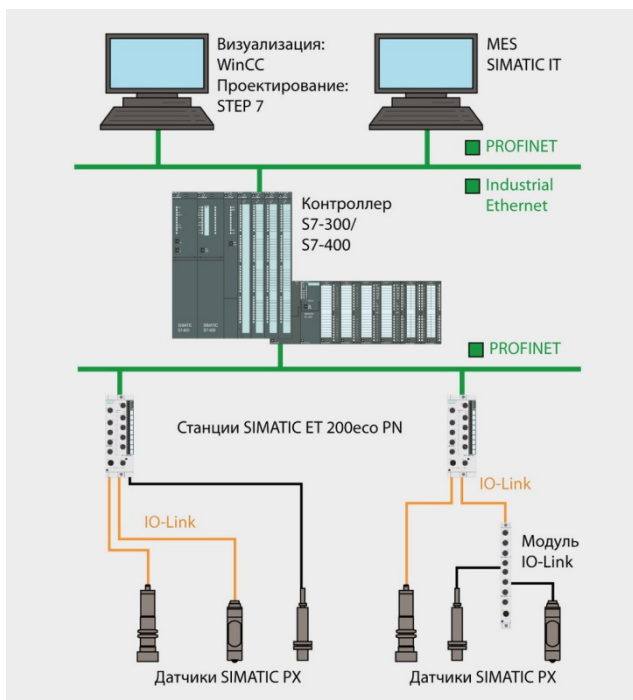 Визуализация:
WinCC
Проектирование:
STEP 7
MES
SIMATIC IT
PROFINET
Industrial
Ethernet
Контроллер
S7-300/
S7-400
PROFINET
Станции SIMATIC ET 200eco PN
IO-Link
IO-Link
Модуль
IO-Link
Датчики SIMATIC PX
Датчики SIMATIC PX